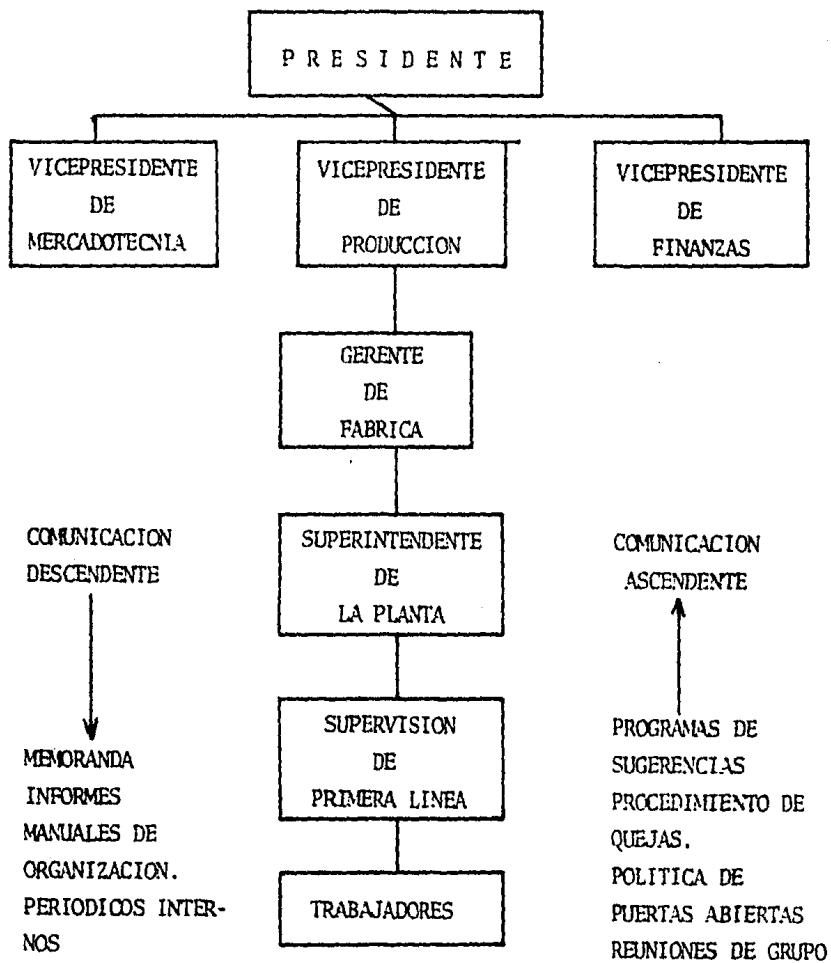 PRESIDENTE
VICEPRESIDENTE
DE
MERCADOTECNIA
VICEPRESIDENTE
DE
PRODUCCION
VICEPRESIDENTE
DE
FINANZAS
GERENTE
DE
FABRICA
COMUNICACION
DESCENDENTE
MEMORANDA
INFORMES
MANUALES DE
ORGANIZACION.
PERIODICOS INTER-
NOS
SUPERINTENDENTE
DE
LA PLANTA
SUPERVISION
DE
PRIMERA LINEA
TRABAJADORES
COMUNICACION
ASCENDENTE
PROGRAMAS DE
SUGERENCIAS
PROCEDIMIENTO DE
QUEJAS.
POLITICA DE
PUERTAS ABIERTAS
REUNIONES DE GRUPO